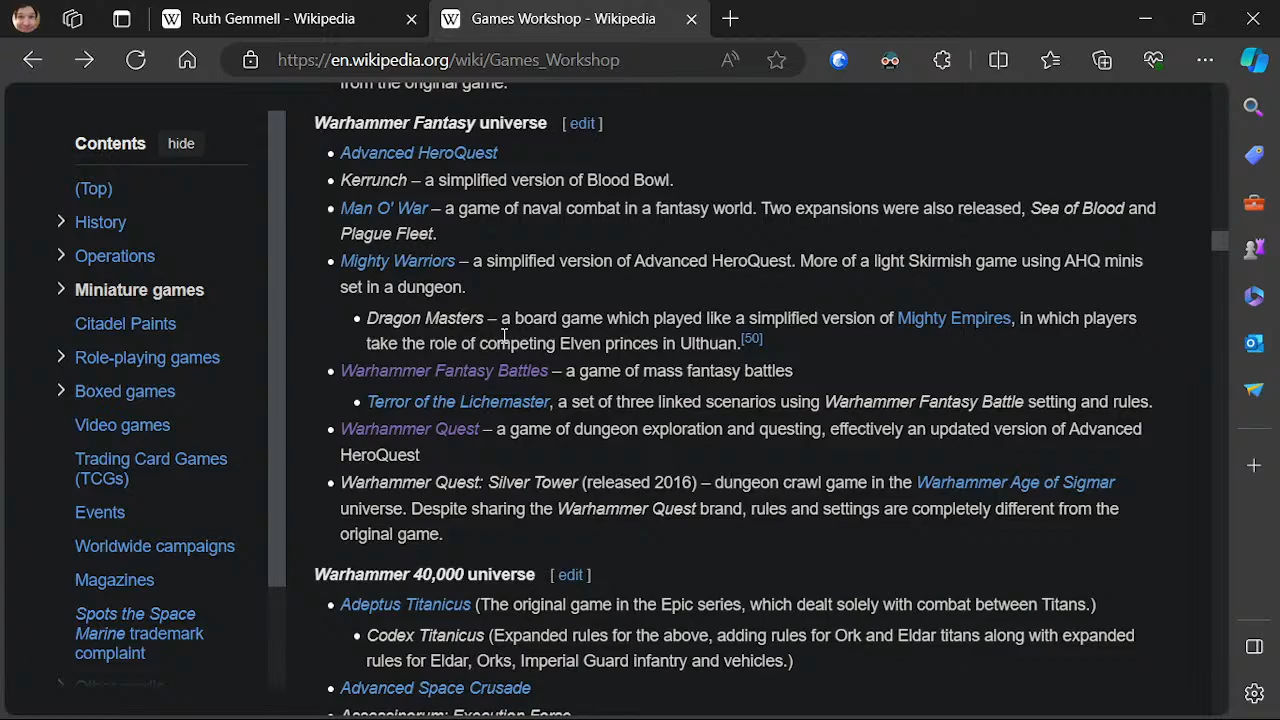 Ruth Gemmell - Wikipedia
Games Workshop - Wikipedia
https://en.wikipedia.org/wiki/Games_Workshop
Contents
hide
(Top)
History
Operations
Miniature games
Citadel Paints
Role-playing games
Boxed games
Video games
Trading Card Games
(TCGs)
Events
Worldwide campaigns
Magazines
Spots the Space
Marine trademark
complaint
from the original game.
Warhammer Fantasy universe [ edit ]
Advanced HeroQuest
Kerrunch – a simplified version of Blood Bowl.
Man O' War – a game of naval combat in a fantasy world. Two expansions were also released, Sea of Blood and
Plague Fleet.
Mighty Warriors – a simplified version of Advanced HeroQuest. More of a light Skirmish game using AHQ minis
set in a dungeon.
Dragon Masters – a board game which played like a simplified version of Mighty Empires, in which players
take the role of competing Elven princes in Ulthuan.[50]
Warhammer Fantasy Battles – a game of mass fantasy battles
Terror of the Lichemaster, a set of three linked scenarios using Warhammer Fantasy Battle setting and rules.
Warhammer Quest – a game of dungeon exploration and questing, effectively an updated version of Advanced
HeroQuest
Warhammer Quest: Silver Tower (released 2016) – dungeon crawl game in the Warhammer Age of Sigmar
universe. Despite sharing the Warhammer Quest brand, rules and settings are completely different from the
original game.
Warhammer 40,000 universe [ edit ]
Adeptus Titanicus (The original game in the Epic series, which dealt solely with combat between Titans.)
Codex Titanicus (Expanded rules for the above, adding rules for Ork and Eldar titans along with expanded
rules for Eldar, Orks, Imperial Guard infantry and vehicles.)
Advanced Space Crusade
Assassinorum: Execution Force